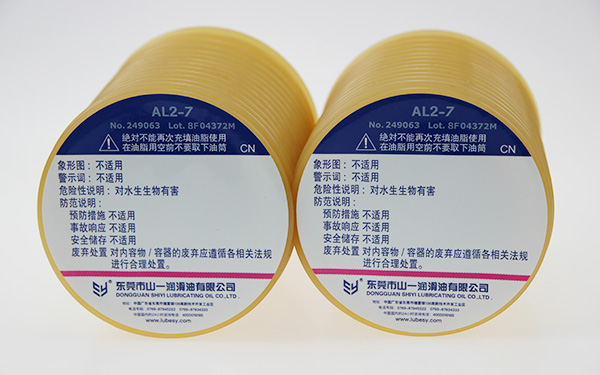 AL2-7
No. 249063 Lot. 8F04372M
絶対不能再次充填油脂使用
在油脂用空前不要取下油筒
CN
象形图：不适用
警示词：不适用
危险性说明：对水生生物有害
防范说明：
预防措施 不适用
事故响应 不适用
安全储存 不适用
废弃处置 对内容物／容器的废弃应遵循各相关法规
进行合理处置。
东莞市山一润滑油有限公司
DONGGUAN SHIYI LUBRICATING OIL CO.,LTD.
www.lubesy.com
AL2-7
No. 249063 Lot. 8F04372M
絶対不能再次充填油脂使用
在油脂用空前不要取下油筒
CN
象形图：不适用
警示词：不适用
危险性说明：对水生生物有害
防范说明：
预防措施 不适用
事故响应 不适用
安全储存 不适用
废弃处置 对内容物／容器的废弃应遵循各相关法规
进行合理处置。
东莞市山一润滑油有限公司
DONGGUAN SHIYI LUBRICATING OIL CO.,LTD.
www.lubesy.com